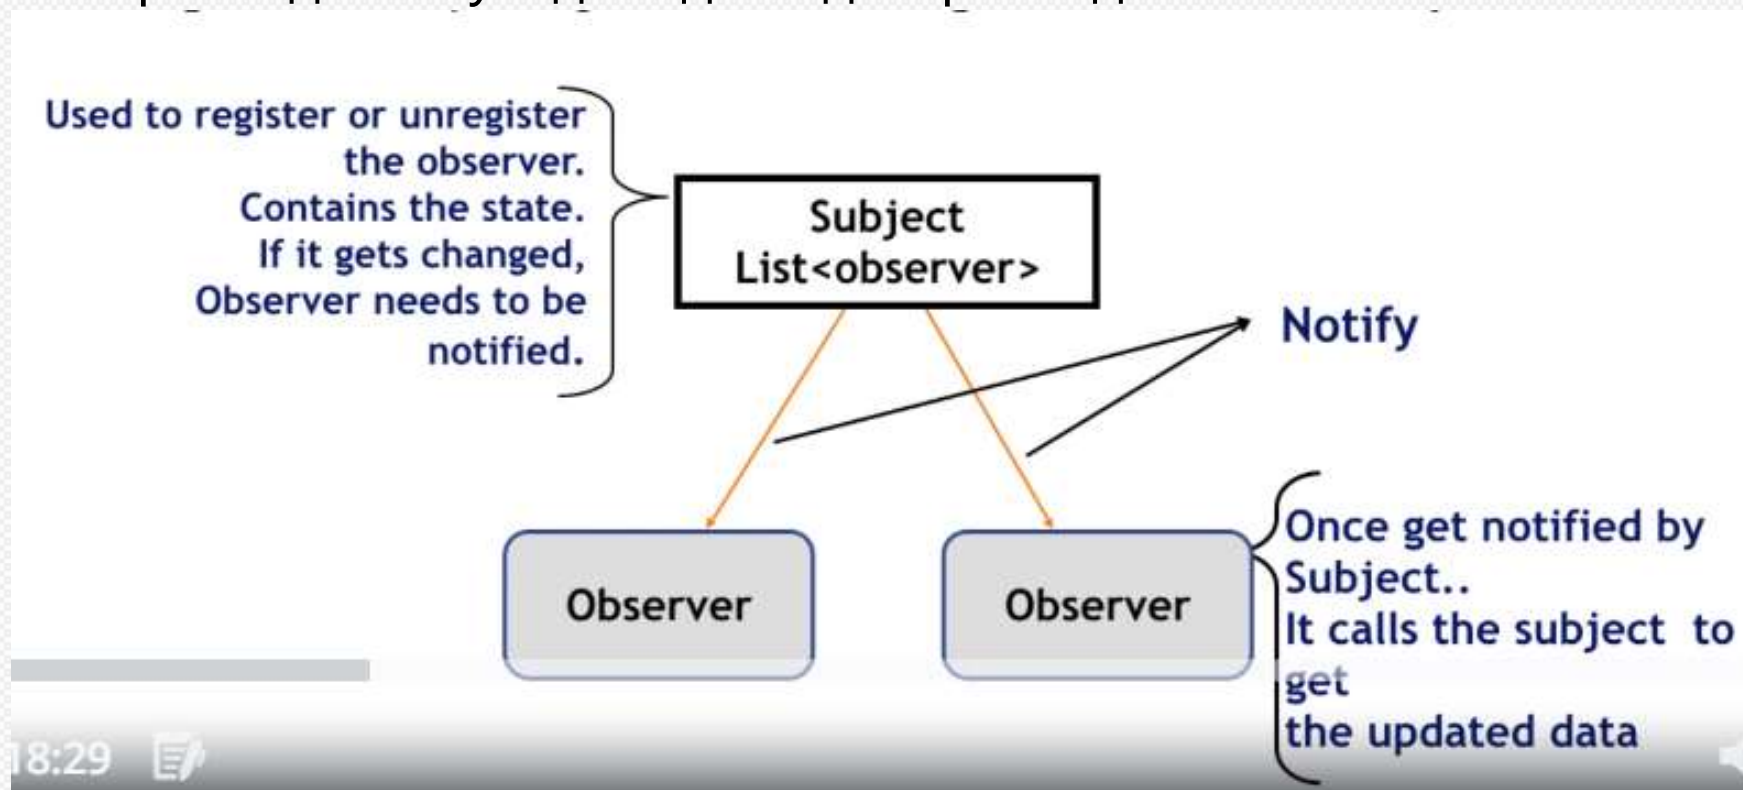 Used to register or unregister
the observer.
Contains the state.
If it gets changed,
Observer needs to be
notified.
Subject
List<observer>
Notify
Observer
Observer
Once get notified by
Subject..
It calls the subject to
get
the updated data
18:29